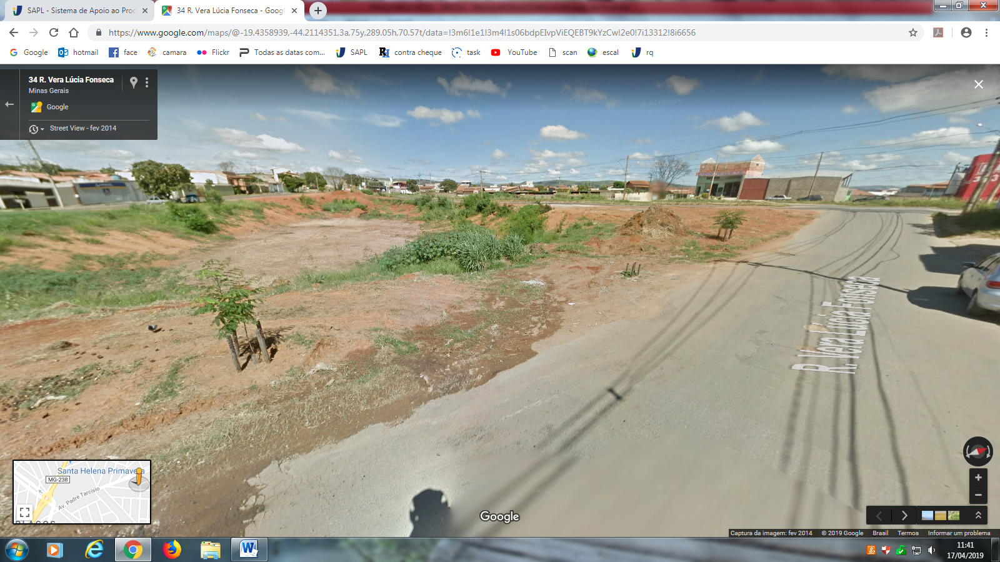 SAPL - Sistema de Apoio ao Proc
34 R. Vera Lúcia Fonseca - Googl
https://www.google.com/maps/@-19.4358939,-44.2114351,3a,75y,289.05h,70.57t/data=!3m6!1e1!3m4!1s06bdpEIvpViEQEBT9kYzCw!2e0!7i13312!8i6656
Google hotmail face camara Flickr Todas as datas com... SAPL contra cheque task YouTube scan escal rq
34 R. Vera Lúcia Fonseca
Minas Gerais
Google
Street View - fev 2014
R. Vera Lúcia Fonseca
Santa Helena Primavera
MG-238
Av. Padre Tarcísio
Google
Captura da imagem: fev 2014 © 2019 Google Brasil Termos Informar um problema
11:41
17/04/2019